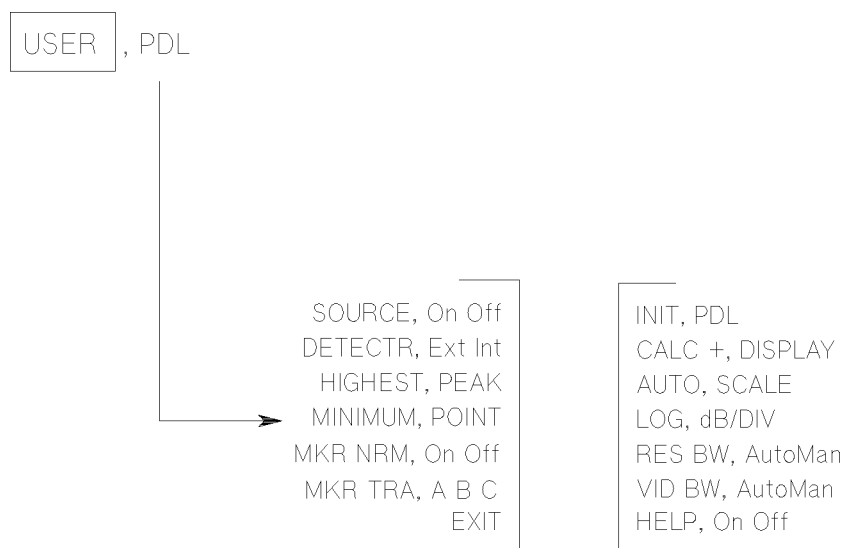 USER, PDL
SOURCE, On Off
DETECTR, Ext Int
HIGHEST, PEAK
MINIMUM, POINT
MKR NRM, On Off
MKR TRA, A B C
EXIT
INIT, PDL
CALC +, DISPLAY
AUTO, SCALE
LOG, dB/DIV
RES BW, AutoMan
VID BW, AutoMan
HELP, On Off